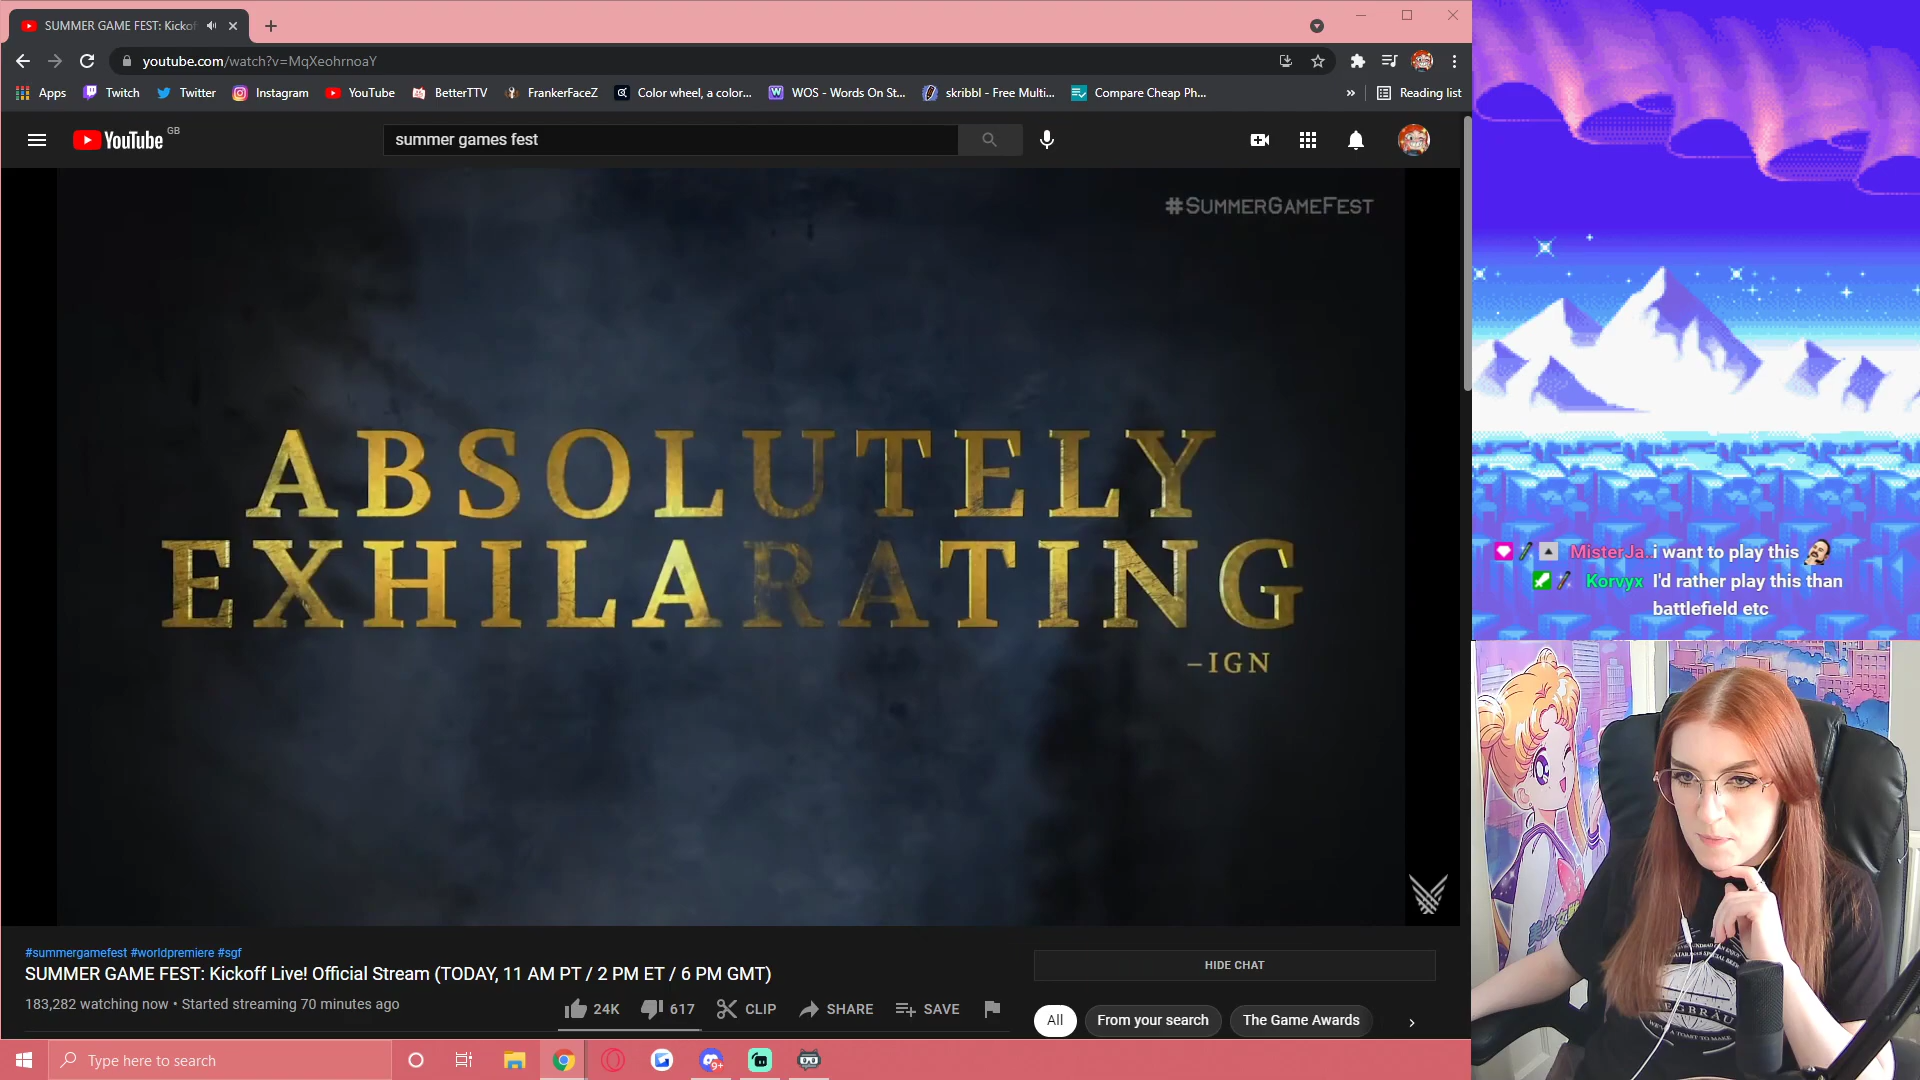 SUMMER GAME FEST: Kicko
youtube.com/watch?v=MqXeohrnoaY
Apps Twitch Twitter Instagram YouTube BetterTTV FrankerFaceZ Color wheel, a color... WOS - Words On St... skribbl - Free Multi... Compare Cheap Ph... » Reading list
YouTube GB
summer games fest
#SUMMERGAMEFEST
ABSOLUTELY
EXHILARATING
–IGN
MisterJa.. i want to play this
Korvyx I'd rather play this than
battlefield etc
#summergamefest #worldpremiere #sgf
SUMMER GAME FEST: Kickoff Live! Official Stream (TODAY, 11 AM PT / 2 PM ET / 6 PM GMT)
183,282 watching now • Started streaming 70 minutes ago
24K 617 CLIP SHARE SAVE
HIDE CHAT
All From your search The Game Awards
Type here to search
9+